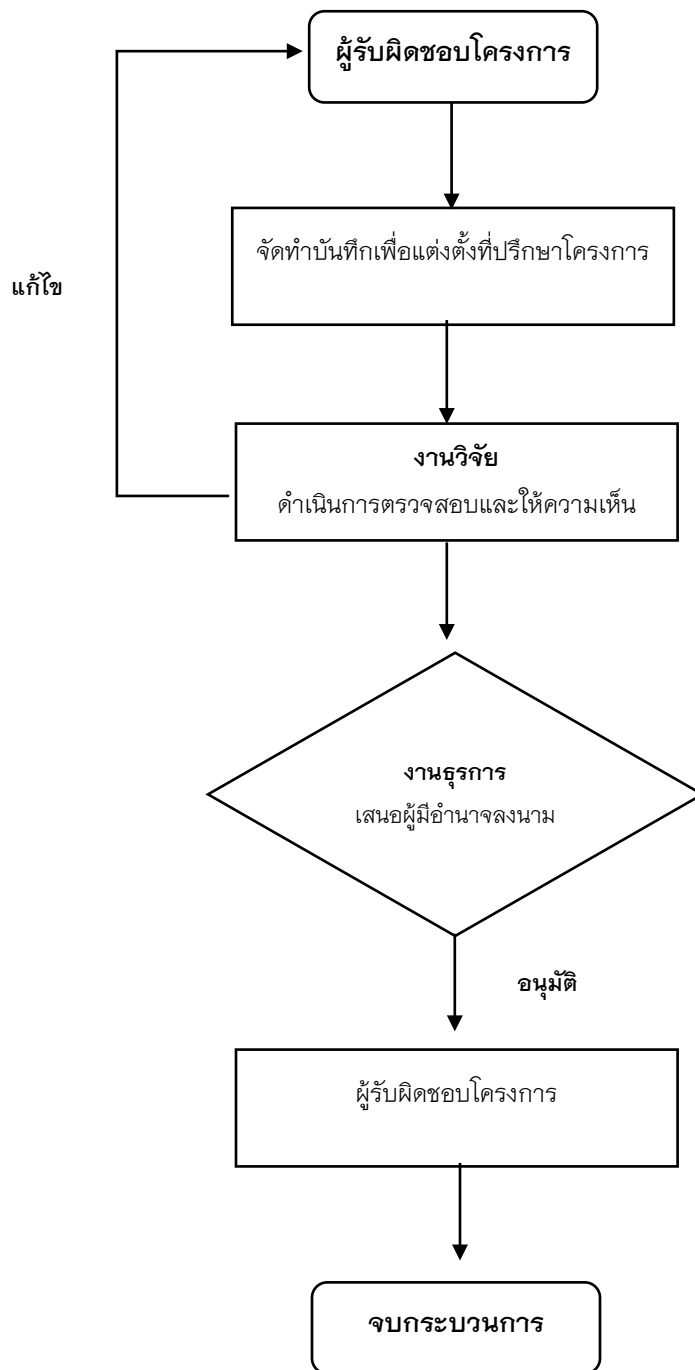 ผู้รับผิดชอบโครงการ
จัดทำบันทึกเพื่อแต่งตั้งที่ปรึกษาโครงการ
แก้ไข
งานวิจัย
ดำเนินการตรวจสอบและให้ความเห็น
งานธุรการ
เสนอผู้มีอำนาจลงนาม
อนุมัติ
ผู้รับผิดชอบโครงการ
จบกระบวนการ